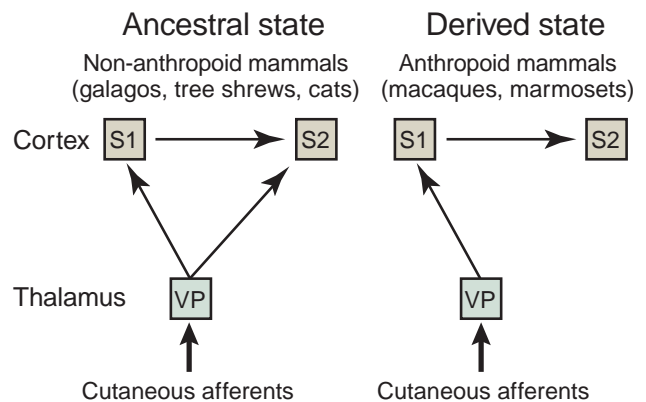 Ancestral state
Non-anthropoid mammals
(galagos, tree shrews, cats)
Derived state
Anthropoid mammals
(macaques, marmosets)
Cortex S1 S2 S1 S2
Thalamus VP VP
Cutaneous afferents Cutaneous afferents